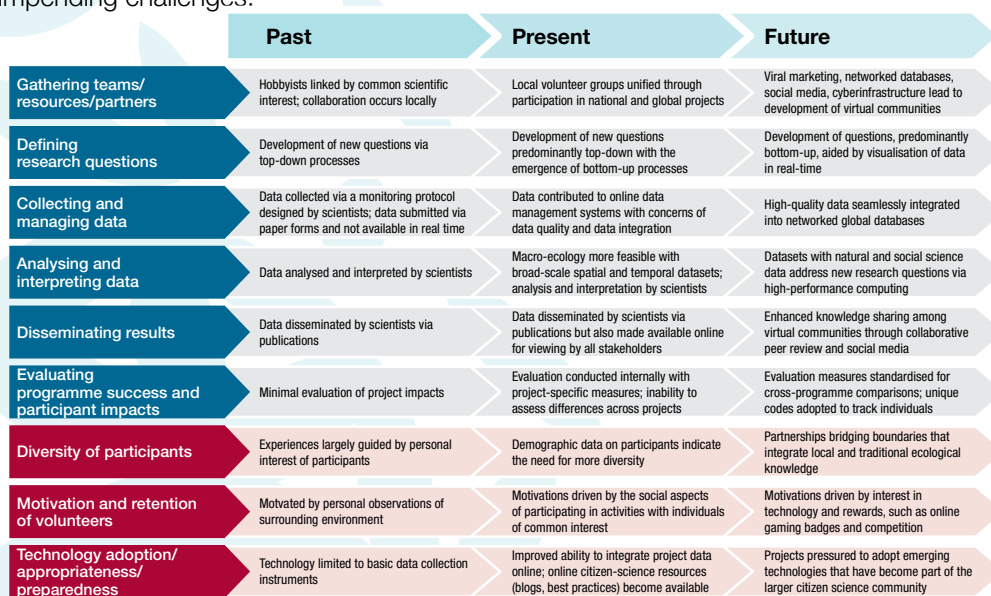 impending challenges.
Past
Present
Future
Gathering teams/
resources/partners
Hobbyists linked by common scientific
interest; collaboration occurs locally
Local volunteer groups unified through
participation in national and global projects
Viral marketing, networked databases,
social media, cyberinfrastructure lead to
development of virtual communities
Defining
research questions
Development of new questions via
top-down processes
Development of new questions
predominantly top-down with the
emergence of bottom-up processes
Development of questions, predominantly
bottom-up, aided by visualisation of data
in real-time
Collecting and
managing data
Data collected via a monitoring protocol
designed by scientists; data submitted via
paper forms and not available in real time
Data contributed to online data
management systems with concerns of
data quality and data integration
High-quality data seamlessly integrated
into networked global databases
Analysing and
interpreting data
Data analysed and interpreted by scientists
Macro-ecology more feasible with
broad-scale spatial and temporal datasets;
analysis and interpretation by scientists
Datasets with natural and social science
data address new research questions via
high-performance computing
Disseminating results
Data disseminated by scientists via
publications
Data disseminated by scientists via
publications but also made available online
for viewing by all stakeholders
Enhanced knowledge sharing among
virtual communities through collaborative
peer review and social media
Evaluating
programme success and
participant impacts
Minimal evaluation of project impacts
Evaluation conducted internally with
project-specific measures; inability to
assess differences across projects
Evaluation measures standardised for
cross-programme comparisons; unique
codes adopted to track individuals
Diversity of participants
Experiences largely guided by personal
interest of participants
Demographic data on participants indicate
the need for more diversity
Partnerships bridging boundaries that
integrate local and traditional ecological
knowledge
Motivation and retention
of volunteers
Motvated by personal observations of
surrounding environment
Motivations driven by the social aspects
of participating in activities with individuals
of common interest
Motivations driven by interest in
technology and rewards, such as online
gaming badges and competition
Technology adoption/
appropriateness/
preparedness
Technology limited to basic data collection
instruments
Improved ability to integrate project data
online; online citizen-science resources
(blogs, best practices) become available
Projects pressured to adopt emerging
technologies that have become part of the
larger citizen science community